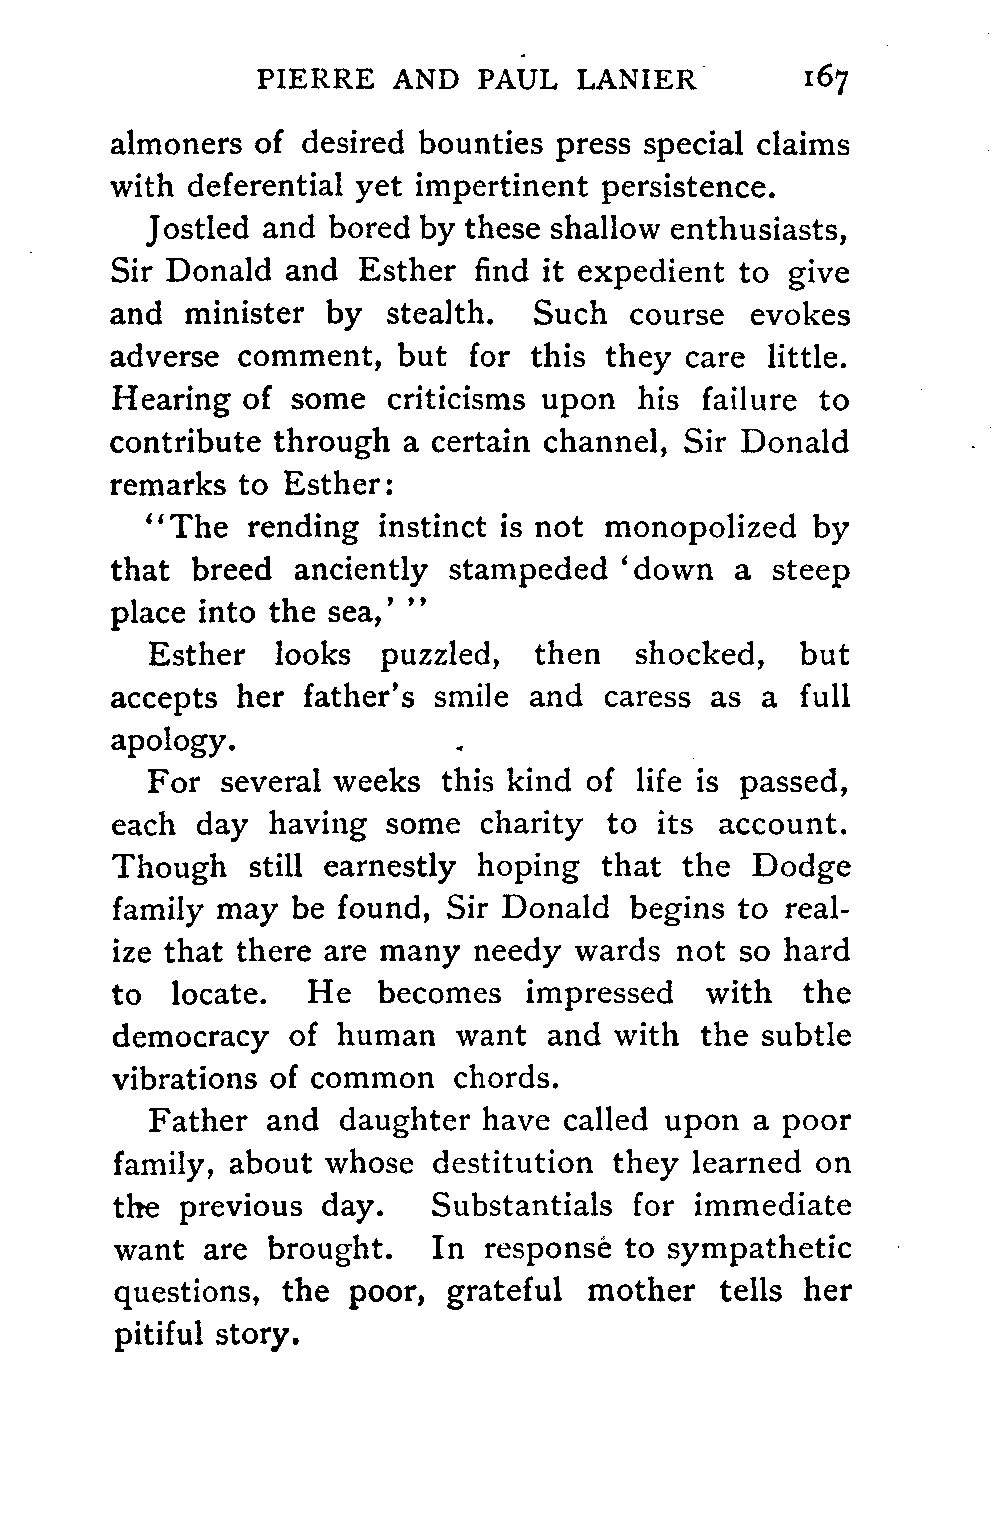 PIERRE AND PAUL LANIER 167
almoners of desired bounties press special claims
with deferential yet impertinent persistence.
Jostled and bored by these shallow enthusiasts,
Sir Donald and Esther find it expedient to give
and minister by stealth. Such course evokes
adverse comment, but for this they care little.
Hearing of some criticisms upon his failure to
contribute through a certain channel, Sir Donald
remarks to Esther:
"The rending instinct is not monopolized by
that breed anciently stampeded 'down a steep
place into the sea,' "
Esther looks puzzled, then shocked, but
accepts her father's smile and caress as a full
apology.
For several weeks this kind of life is passed,
each day having some charity to its account.
Though still earnestly hoping that the Dodge
family may be found, Sir Donald begins to real-
ize that there are many needy wards not so hard
to locate. He becomes impressed with the
democracy of human want and with the subtle
vibrations of common chords.
Father and daughter have called upon a poor
family, about whose destitution they learned on
the previous day. Substantials for immediate
want are brought. In response to sympathetic
questions, the poor, grateful mother tells her
pitiful story.